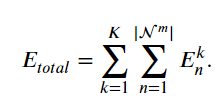 $E_{total} = \sum_{k=1}^{K} \sum_{n=1}^{|\mathcal{N}^m|} E_n^k.$